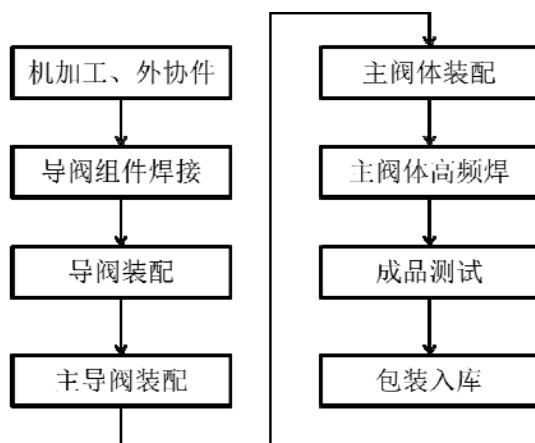 机加工、外协件
导阀组件焊接
导阀装配
主导阀装配
主阀体装配
主阀体高频焊
成品测试
包装入库